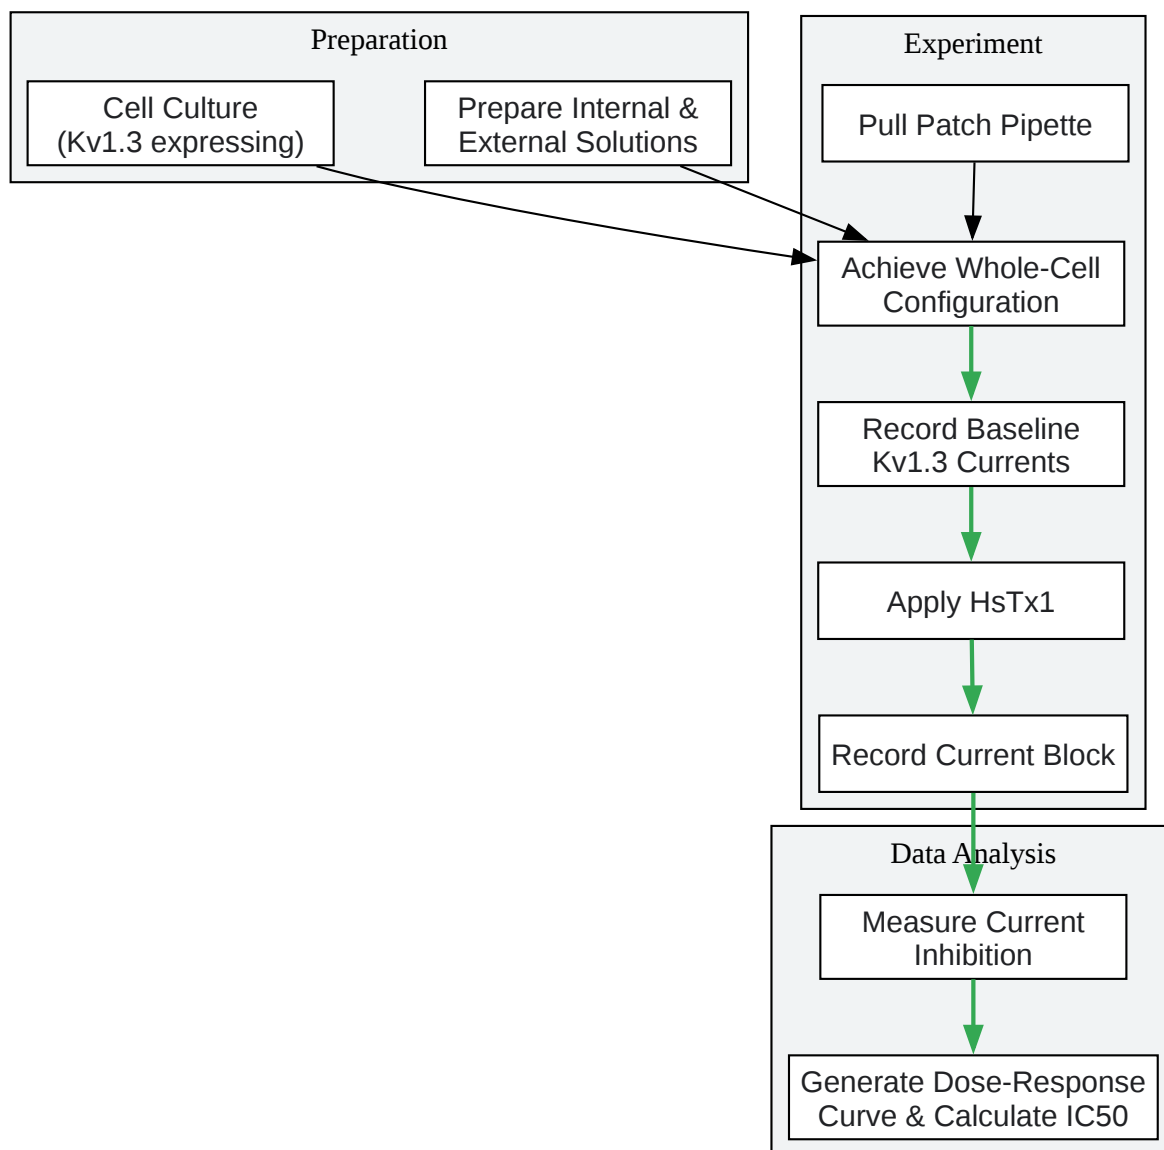 Preparation
Cell Culture
(Kv1.3 expressing)
Prepare Internal &
External Solutions
Experiment
Pull Patch Pipette
Achieve Whole-Cell
Configuration
Record Baseline
Kv1.3 Currents
Apply HsTx1
Record Current Block
Data Analysis
Measure Current
Inhibition
Generate Dose-Response
Curve & Calculate IC50